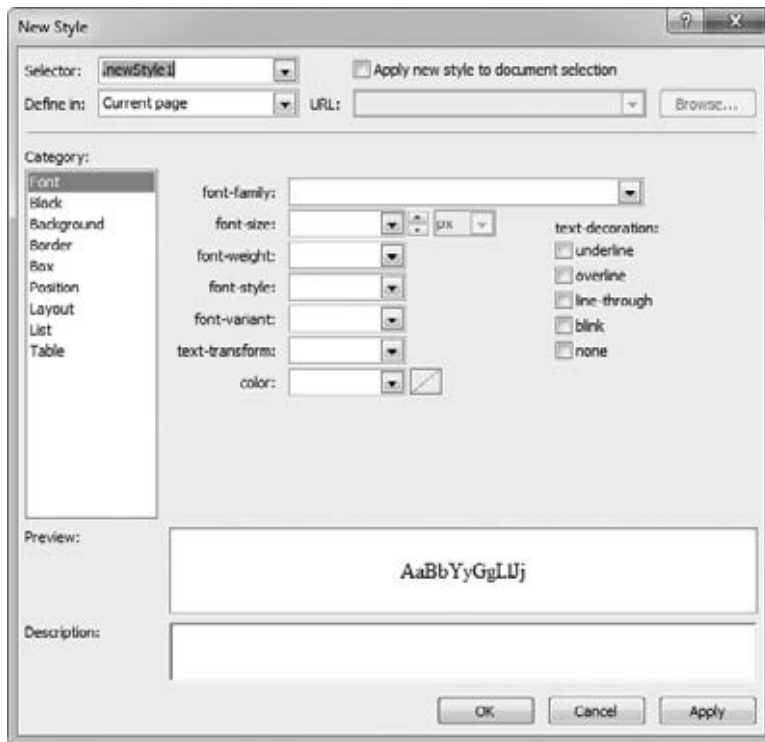 New Style
Selector: .newStyle1 Apply new style to document selection
Define in: Current page URL: Browse...
Category:
Font
Block
Background
Border
Box
Position
Layout
List
Table
font-family:
font-size: px
font-weight:
font-style:
font-variant:
text-transform:
color:
text-decoration:
underline
overline
line-through
blink
none
Preview:
AaBbYyGgLlJj
Description:
OK Cancel Apply